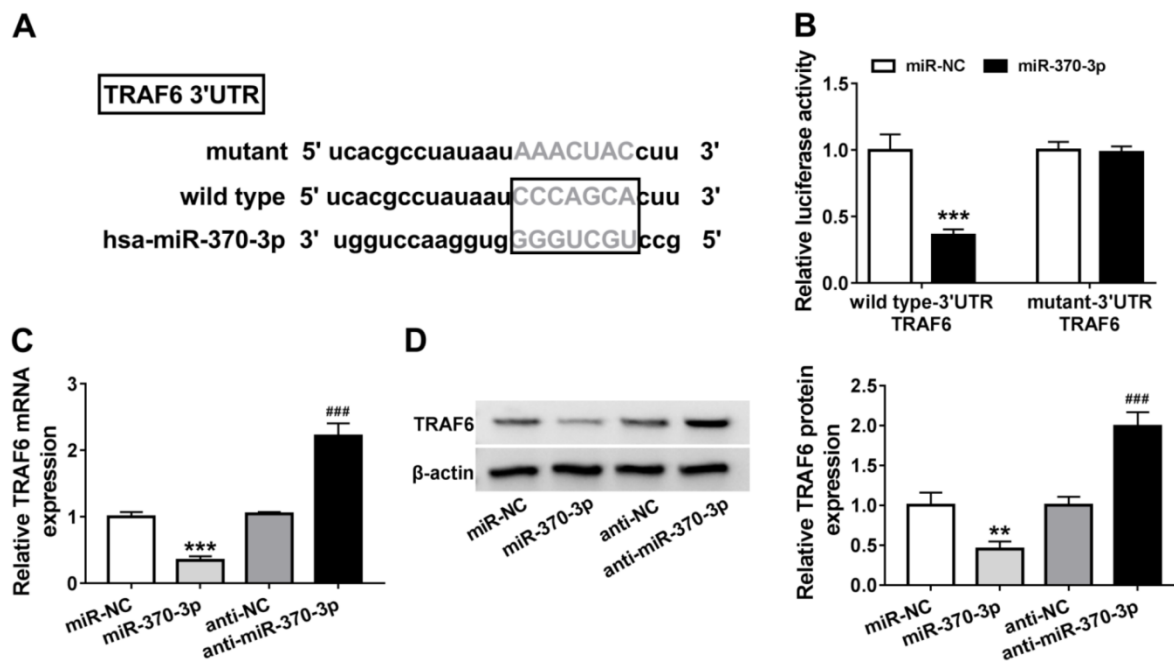 A
TRAF6 3'UTR
mutant 5' ucacgccuauaauAAACUACcuu 3'
wild type 5' ucacgccuauaauCCCAGCAcuu 3'
hsa-miR-370-3p 3' ugguccaaggugGGGUCGUccg 5'
B
miR-NC miR-370-3p
Relative luciferase activity
1.5
1.0
0.5
0.0
***
wild type-3'UTR
TRAF6
mutant-3'UTR
TRAF6
C
Relative TRAF6 mRNA
expression
3
2
1
0
***
###
miR-NC
miR-370-3p
anti-NC
anti-miR-370-3p
D
TRAF6
β-actin
miR-NC
miR-370-3p
anti-NC
anti-miR-370-3p
Relative TRAF6 protein
expression
2.5
2.0
1.5
1.0
0.5
0.0
**
###
miR-NC
miR-370-3p
anti-NC
anti-miR-370-3p